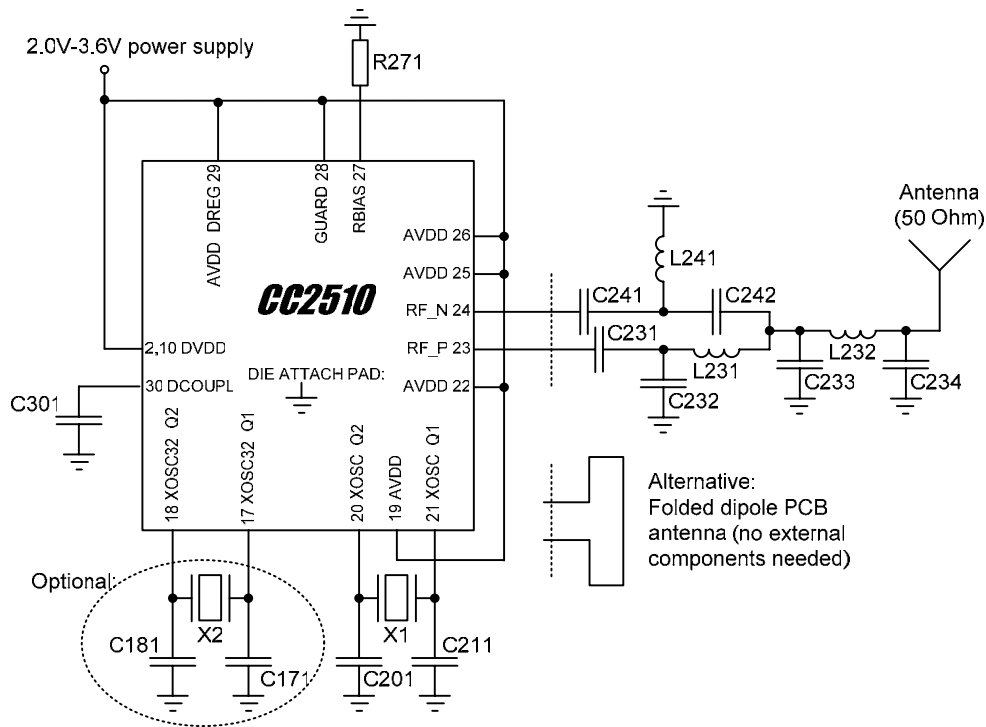 2.0V-3.6V power supply
R271
AVDD DREG 29
GUARD 28
RBIAS 27
Antenna
(50 Ohm)
AVDD 26
L241
AVDD 25
CC2510
C241
C242
RF_N 24
C231
2,10 DVDD
RF_P 23
L231
L232
C233
C234
30 DCOUPL
DIE ATTACH PAD:
AVDD 22
C232
C301
18 XOSC32 Q2
17 XOSC32 Q1
20 XOSC Q2
19 AVDD
21 XOSC Q1
Alternative:
Folded dipole PCB
antenna (no external
components needed)
Optional:
X2
X1
C181
C171
C201
C211